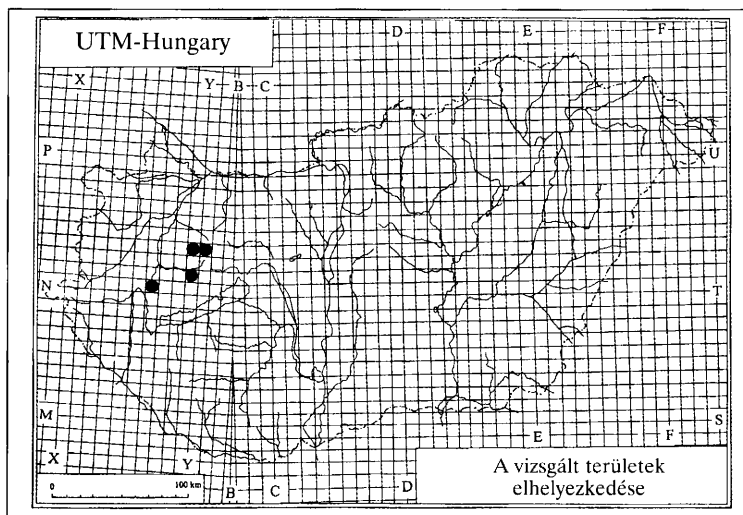 UTM-Hungary
D E F
X Y B C
P
U
N
T
M
S
X Y
B C
D
E F
0 100 km
A vizsgált területek
elhelyezkedése